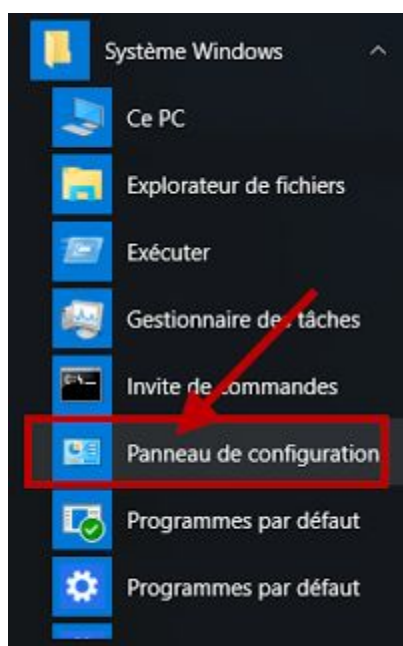 Système Windows
Ce PC
Explorateur de fichiers
Exécuter
Gestionnaire des tâches
Invite de commandes
Panneau de configuration
Programmes par défaut
Programmes par défaut